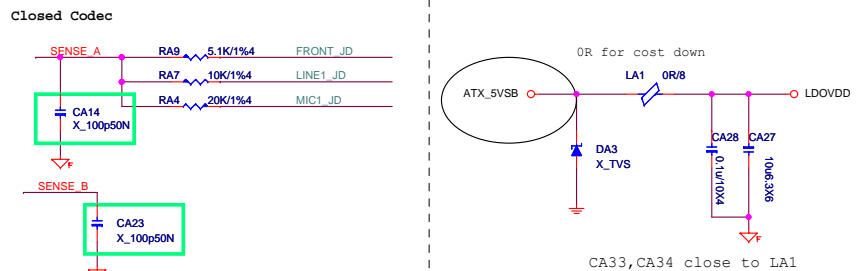 Closed Codec
SENSE_A
RA9 5.1K/1%4 FRONT_JD
RA7 10K/1%4 LINE1_JD
RA4 20K/1%4 MIC1_JD
CA14
X_100p50N
F
SENSE_B
CA23
X_100p50N
0R for cost down
LA1 0R/8
ATX_5VSB
LDOVDD
DA3
X_TVS
CA28
0.1u/10X4
CA27
10u6.3X6
F
CA33,CA34 close to LA1